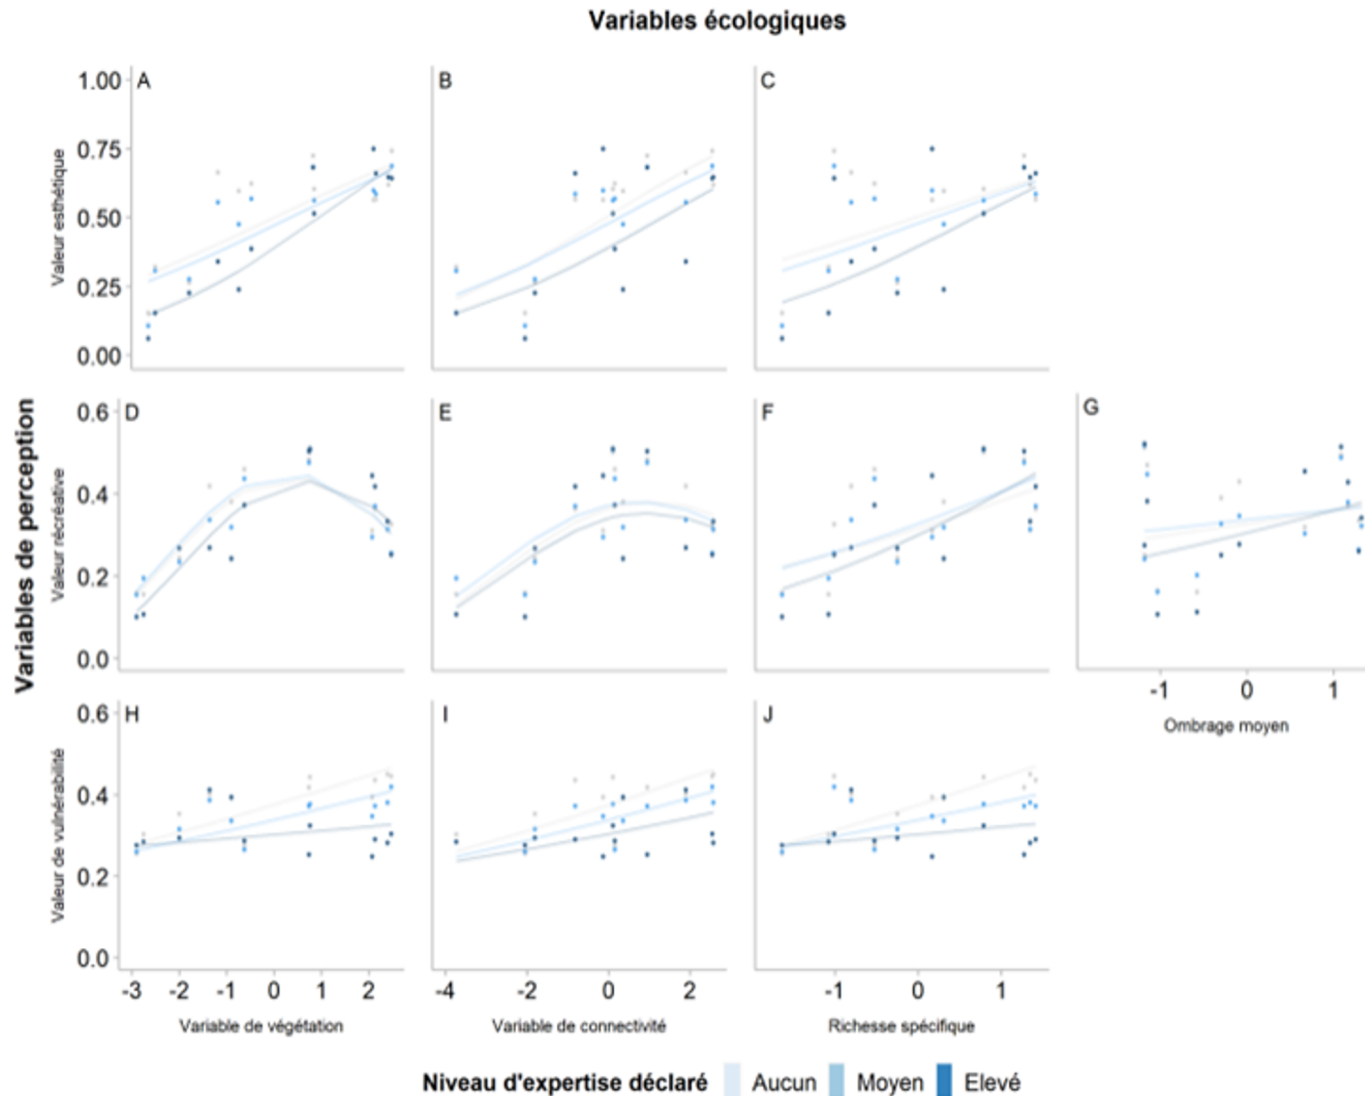 Variables écologiques
A
B
C
1.00
0.75
0.50
0.25
0.00
Valeur esthétique
Variables de perception
D
E
F
G
0.6
0.4
0.2
0.0
Valeur récréative
-1 0 1
Ombrage moyen
H
I
J
0.6
0.4
0.2
0.0
Valeur de vulnérabilité
-3 -2 -1 0 1 2
-4 -2 0 2
-1 0 1
Variable de végétation
Variable de connectivité
Richesse spécifique
Niveau d'expertise déclaré Aucun Moyen Elevé